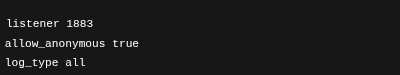 listener 1883
allow_anonymous true
log_type all